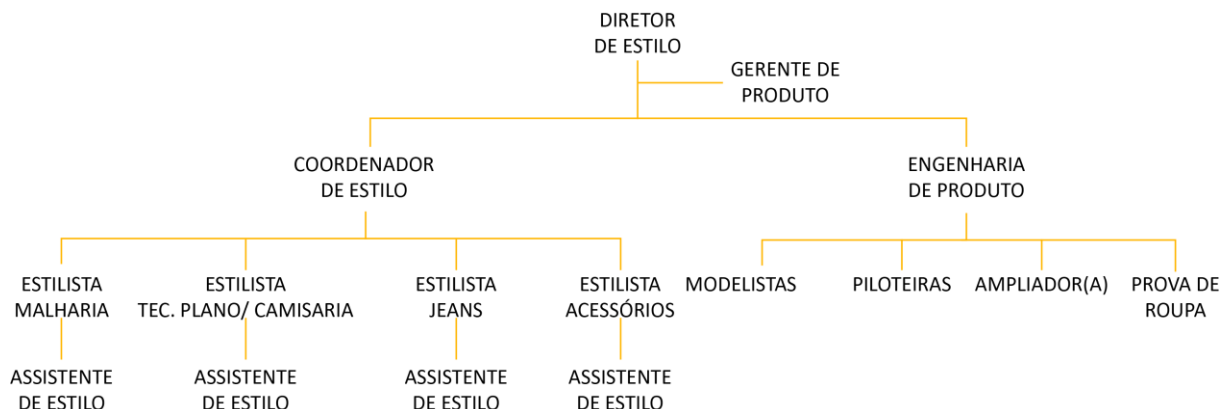 DIRETOR
DE ESTILO
GERENTE DE
PRODUTO
COORDENADOR
DE ESTILO
ENGENHARIA
DE PRODUTO
ESTILISTA
MALHARIA
ESTILISTA
TEC. PLANO/ CAMISARIA
ESTILISTA
JEANS
ESTILISTA
ACESSÓRIOS
MODELISTAS
PILOTEIRAS
AMPLIADOR(A)
PROVA DE
ROUPA
ASSISTENTE
DE ESTILO
ASSISTENTE
DE ESTILO
ASSISTENTE
DE ESTILO
ASSISTENTE
DE ESTILO